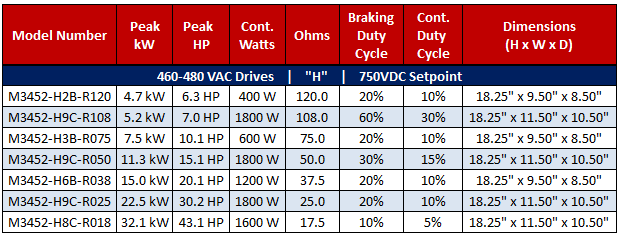 Model Number Peak kW Peak HP Cont. Watts Ohms Braking Duty Cycle Cont. Duty Cycle Dimensions (H x W x D)
460-480 VAC Drives | "H" | 750VDC Setpoint
M3452-H2B-R120 4.7 kW 6.3 HP 400 W 120.0 20% 10% 18.25" x 9.50" x 8.50"
M3452-H9C-R108 5.2 kW 7.0 HP 1800 W 108.0 60% 30% 18.25" x 11.50" x 10.50"
M3452-H3B-R075 7.5 kW 10.1 HP 600 W 75.0 20% 10% 18.25" x 9.50" x 8.50"
M3452-H9C-R050 11.3 kW 15.1 HP 1800 W 50.0 30% 15% 18.25" x 11.50" x 10.50"
M3452-H6B-R038 15.0 kW 20.1 HP 1200 W 37.5 20% 10% 18.25" x 9.50" x 8.50"
M3452-H9C-R025 22.5 kW 30.2 HP 1800 W 25.0 20% 10% 18.25" x 11.50" x 10.50"
M3452-H8C-R018 32.1 kW 43.1 HP 1600 W 17.5 10% 5% 18.25" x 11.50" x 10.50"